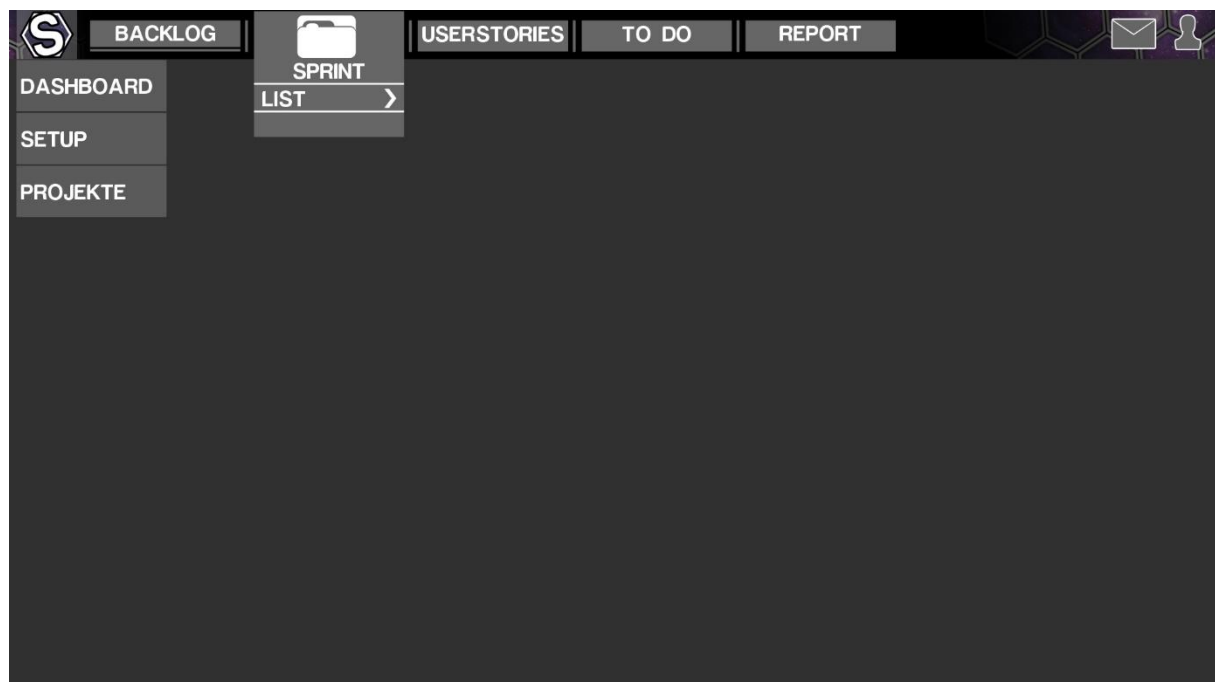 S
BACKLOG
SPRINT
USERSTORIES
TO DO
REPORT
LIST
DASHBOARD
SETUP
PROJEKTE